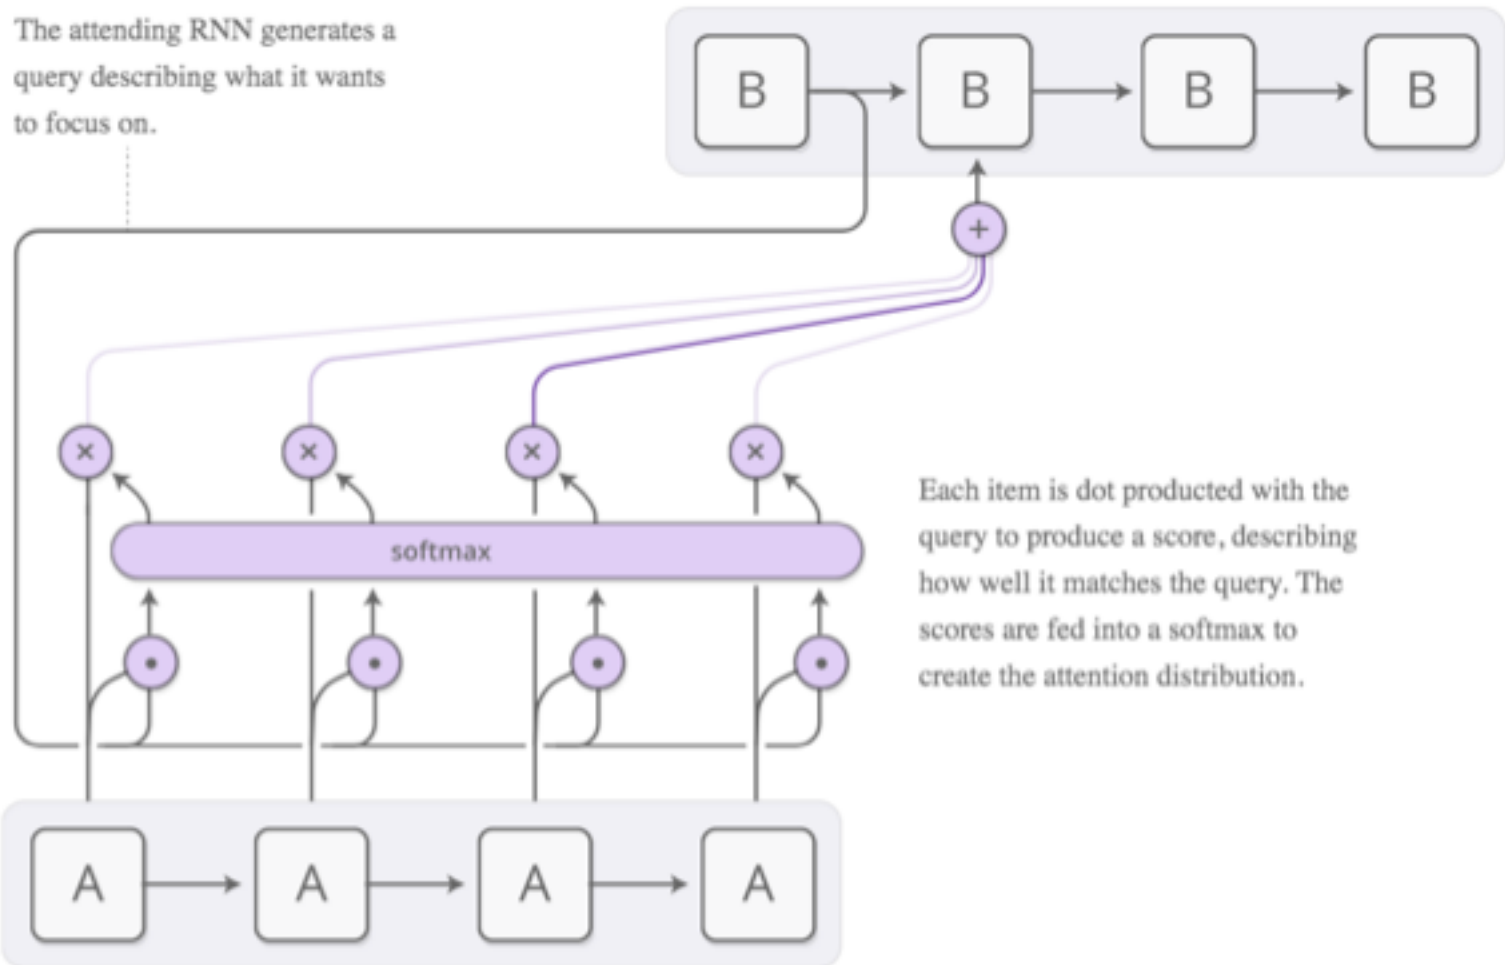 The attending RNN generates a
query describing what it wants
to focus on.
B
B
B
B
+
×
×
×
×
softmax
Each item is dot producted with the
query to produce a score, describing
how well it matches the query. The
scores are fed into a softmax to
create the attention distribution.
A
A
A
A